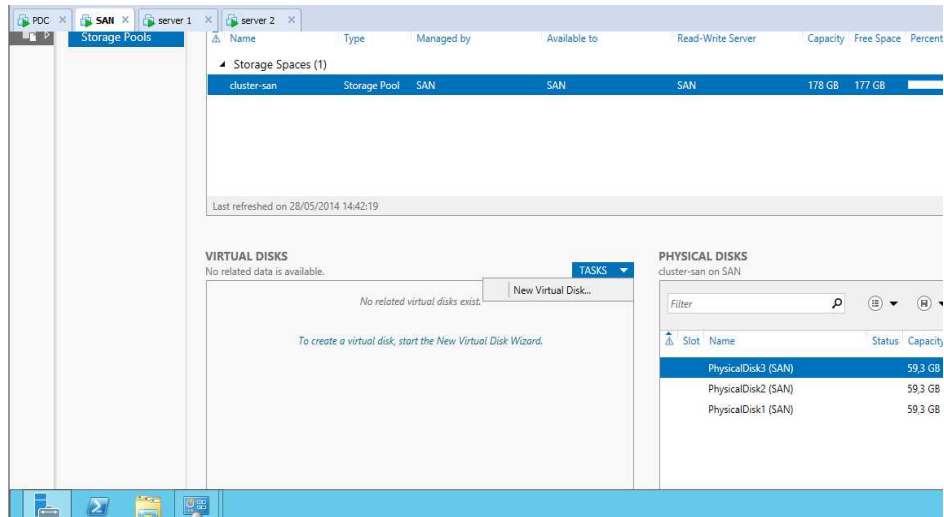 PDC SAN server 1 server 2
Storage Pools
Name Type Managed by Available to Read-Write Server Capacity Free Space Percent
Storage Spaces (1)
cluster-san Storage Pool SAN SAN SAN 178 GB 177 GB
Last refreshed on 28/05/2014 14:42:19
VIRTUAL DISKS
No related data is available.
TASKS
New Virtual Disk...
No related virtual disks exist.
To create a virtual disk, start the New Virtual Disk Wizard.
PHYSICAL DISKS
cluster-san on SAN
Filter
Slot Name Status Capacity
PhysicalDisk3 (SAN) 59,3 GB
PhysicalDisk2 (SAN) 59,3 GB
PhysicalDisk1 (SAN) 59,3 GB